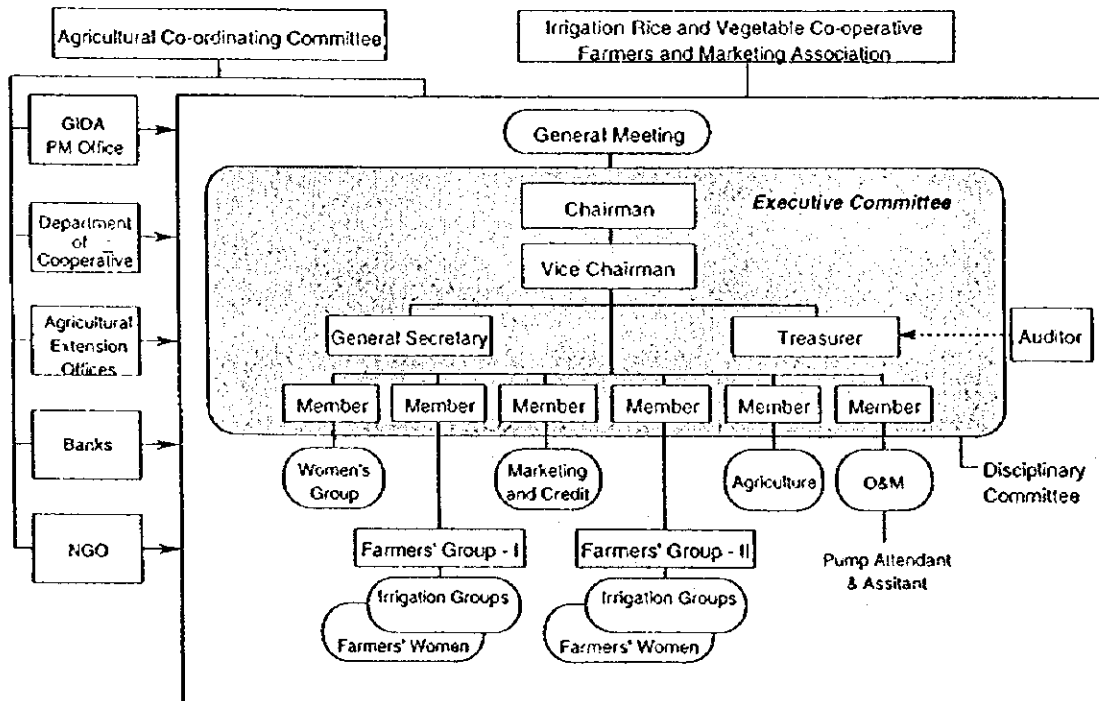 Agricultural Co-ordinating Committee
Irrigation Rice and Vegetable Co-operative
Farmers and Marketing Association
GIDA
PM Office
Department
of
Cooperative
Agricultural
Extension
Offices
Banks
NGO
General Meeting
Executive Committee
Chairman
Vice Chairman
General Secretary
Treasurer
Auditor
Member
Member
Member
Member
Member
Member
Women's
Group
Marketing
and Credit
Agriculture
O&M
Disciplinary
Committee
Farmers' Group - I
Farmers' Group - II
Pump Attendant
& Assitant
Irrigation Groups
Farmers' Women
Irrigation Groups
Farmers' Women